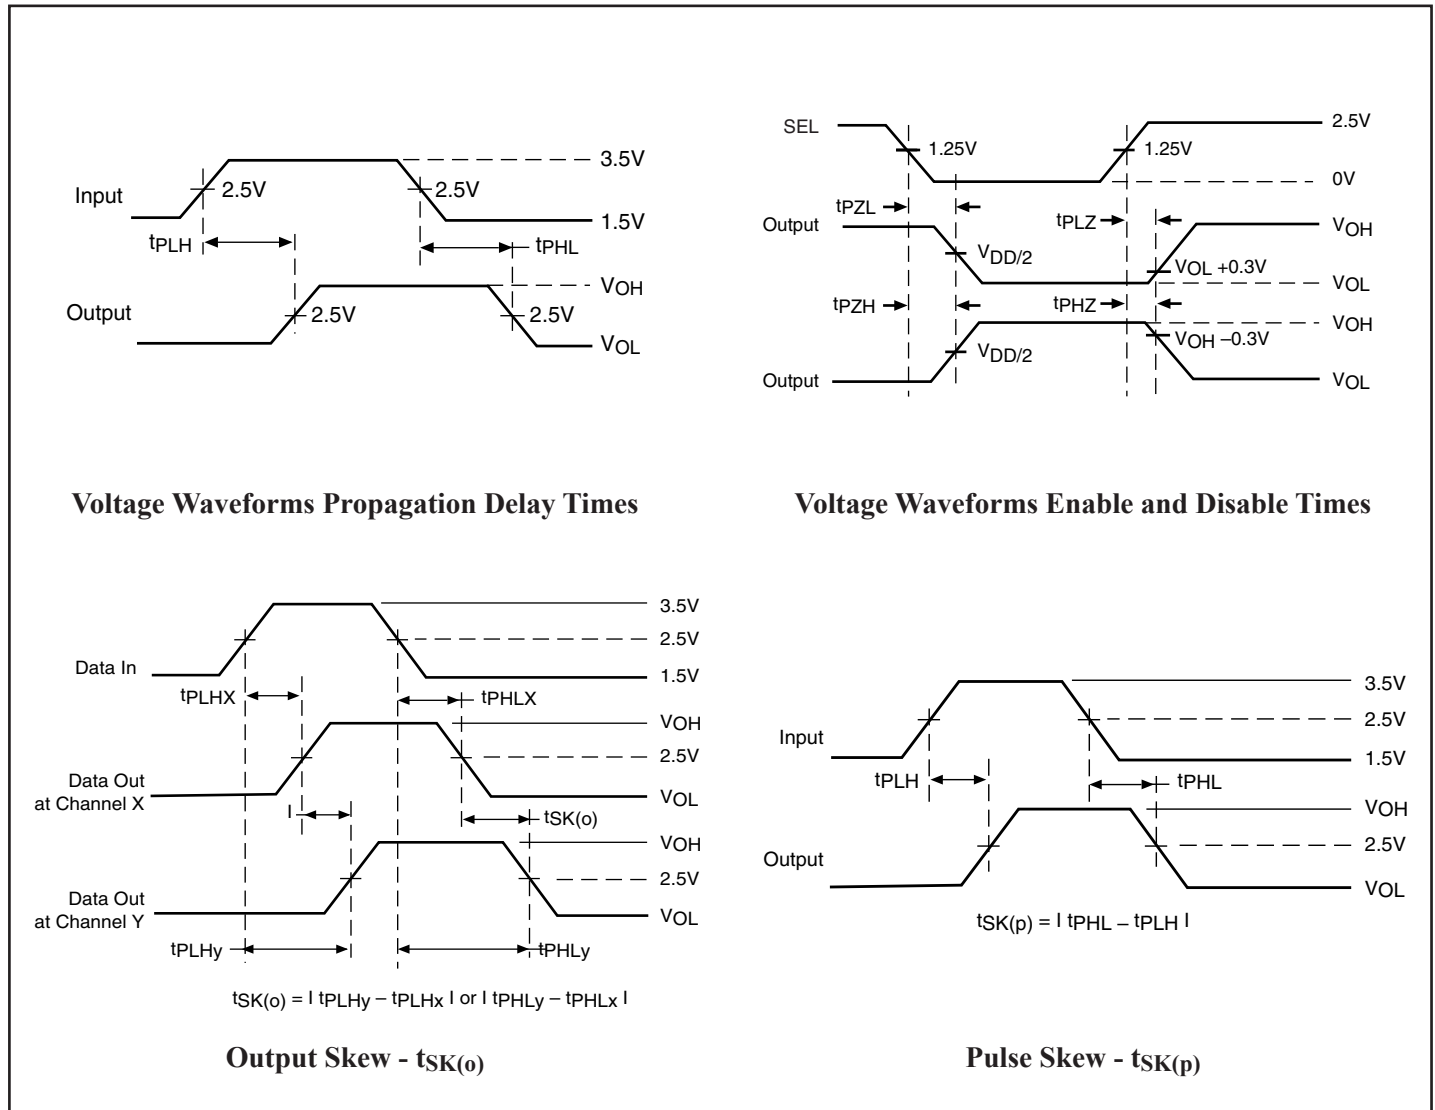 Input
2.5V
2.5V
3.5V
1.5V
tPLH
tPHL
Output
2.5V
2.5V
VOH
VOL
Voltage Waveforms Propagation Delay Times
SEL
1.25V
1.25V
2.5V
0V
tPZL
tPLZ
Output
VDD/2
VOL +0.3V
VOH
VOL
tPZH
tPHZ
Output
VDD/2
VOH –0.3V
VOH
VOL
Voltage Waveforms Enable and Disable Times
Data In
3.5V
2.5V
1.5V
tPLHX
tPHLX
Data Out
at Channel X
VOH
2.5V
VOL
I
tSK(o)
Data Out
at Channel Y
VOH
2.5V
VOL
tPLHy
tPHLy
tSK(o) = I tPLHy – tPLHx I or I tPHLy – tPHLx I
Output Skew - tSK(o)
Input
3.5V
2.5V
1.5V
tPLH
tPHL
Output
VOH
2.5V
VOL
tSK(p) = I tPHL – tPLH I
Pulse Skew - tSK(p)